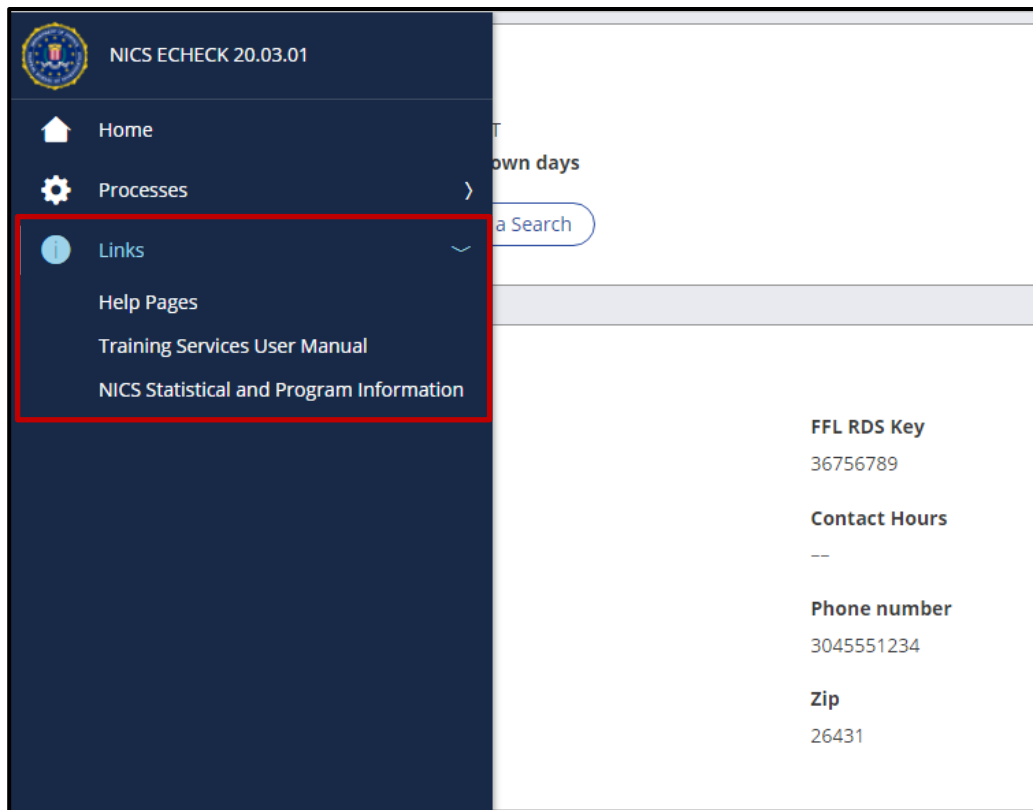 NICS ECHECK 20.03.01
Home
T
own days
Processes
a Search
Links
Help Pages
Training Services User Manual
NICS Statistical and Program Information
FFL RDS Key
36756789
Contact Hours
––
Phone number
3045551234
Zip
26431